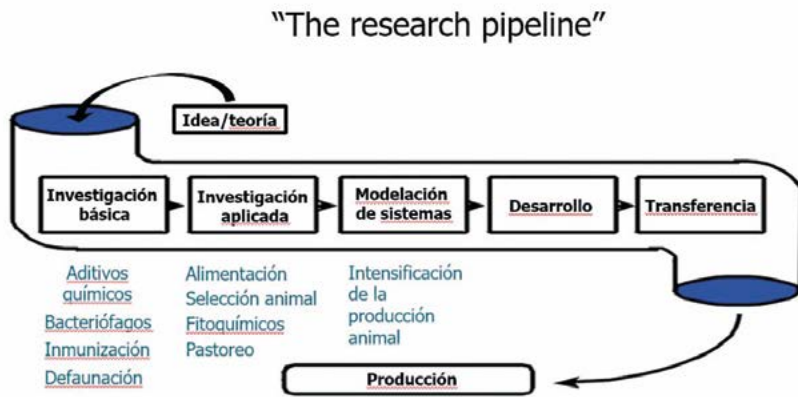 “The research pipeline”
Idea/teoría
Investigación
básica
Investigación
aplicada
Modelación
de sistemas
Desarrollo
Transferencia
Aditivos
químicos
Bacteriófagos
Inmunización
Defaunación
Alimentación
Selección animal
Fitoquímicos
Pastoreo
Intensificación
de la
producción
animal
Producción